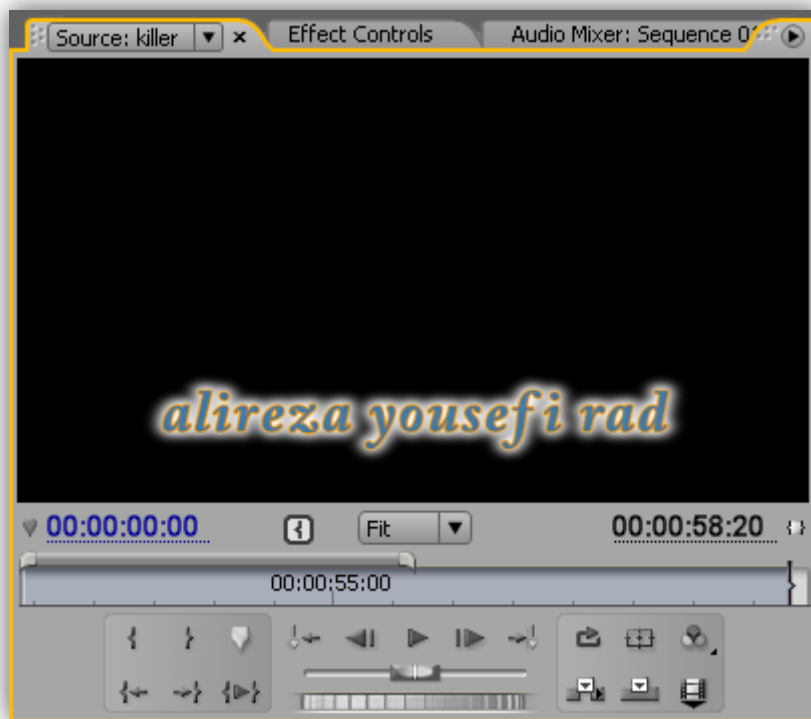 Source: killer
Effect Controls
Audio Mixer: Sequence 0
alireza yousefi rad
00:00:00:00
Fit
00:00:58:20
00:00:55:00